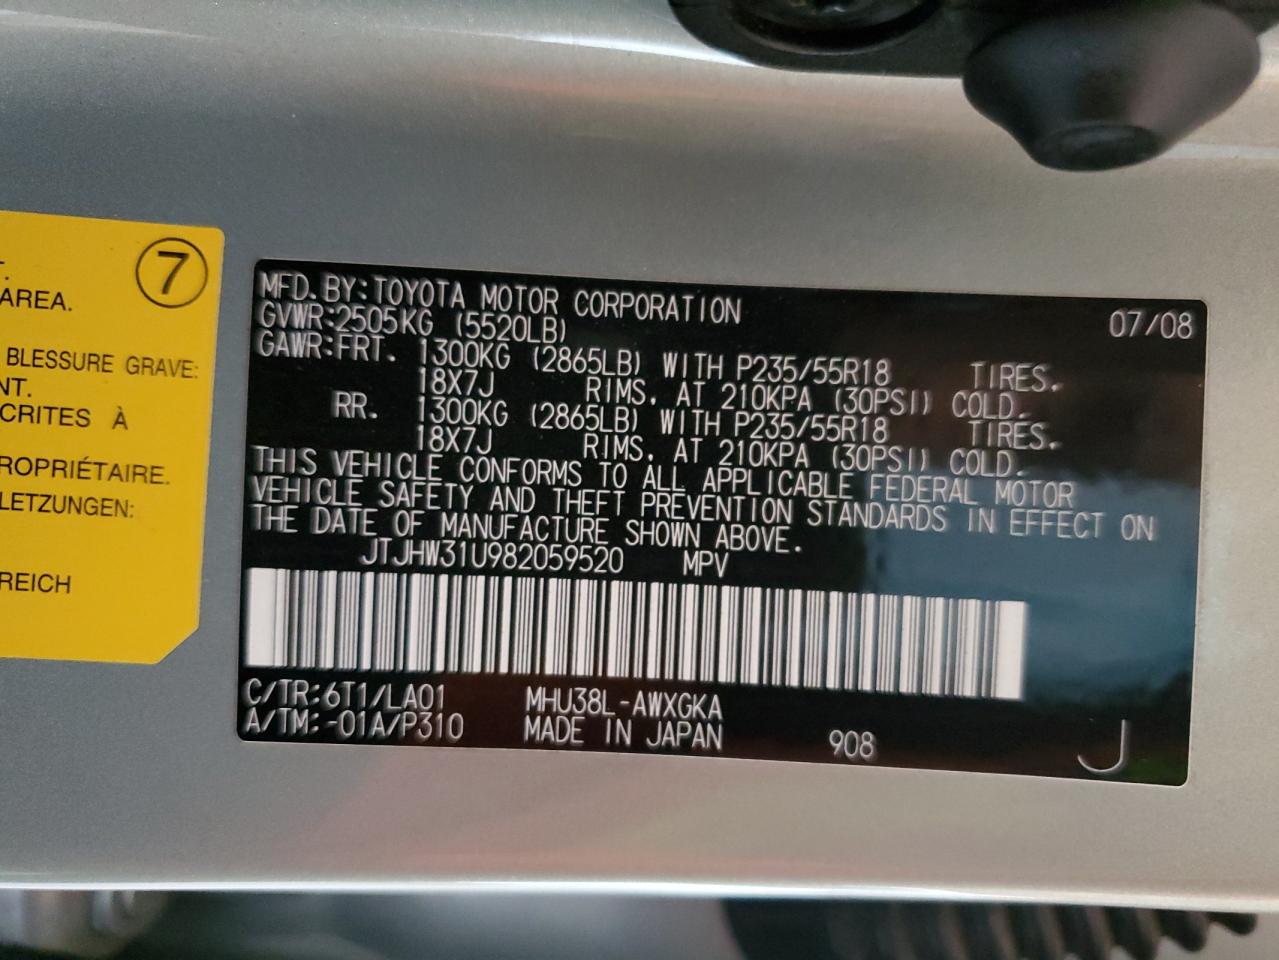 7
AREA.
BLESSURE GRAVE:
NT.
CRITES À
ROPRIÉTAIRE.
LETZUNGEN:
REICH
MFD. BY:TOYOTA MOTOR CORPORATION 07/08
GVWR:2505KG (5520LB)
GAWR:FRT. 1300KG (2865LB) WITH P235/55R18 TIRES.
18X7J RIMS. AT 210KPA (30PSI) COLD.
RR. 1300KG (2865LB) WITH P235/55R18 TIRES.
18X7J RIMS. AT 210KPA (30PSI) COLD.
THIS VEHICLE CONFORMS TO ALL APPLICABLE FEDERAL MOTOR
VEHICLE SAFETY AND THEFT PREVENTION STANDARDS IN EFFECT ON
THE DATE OF MANUFACTURE SHOWN ABOVE.
JTJHW31U982059520 MPV
C/TR:6T1/LA01 MHU38L-AWXGKA
A/TM:-01A/P310 MADE IN JAPAN 908 J